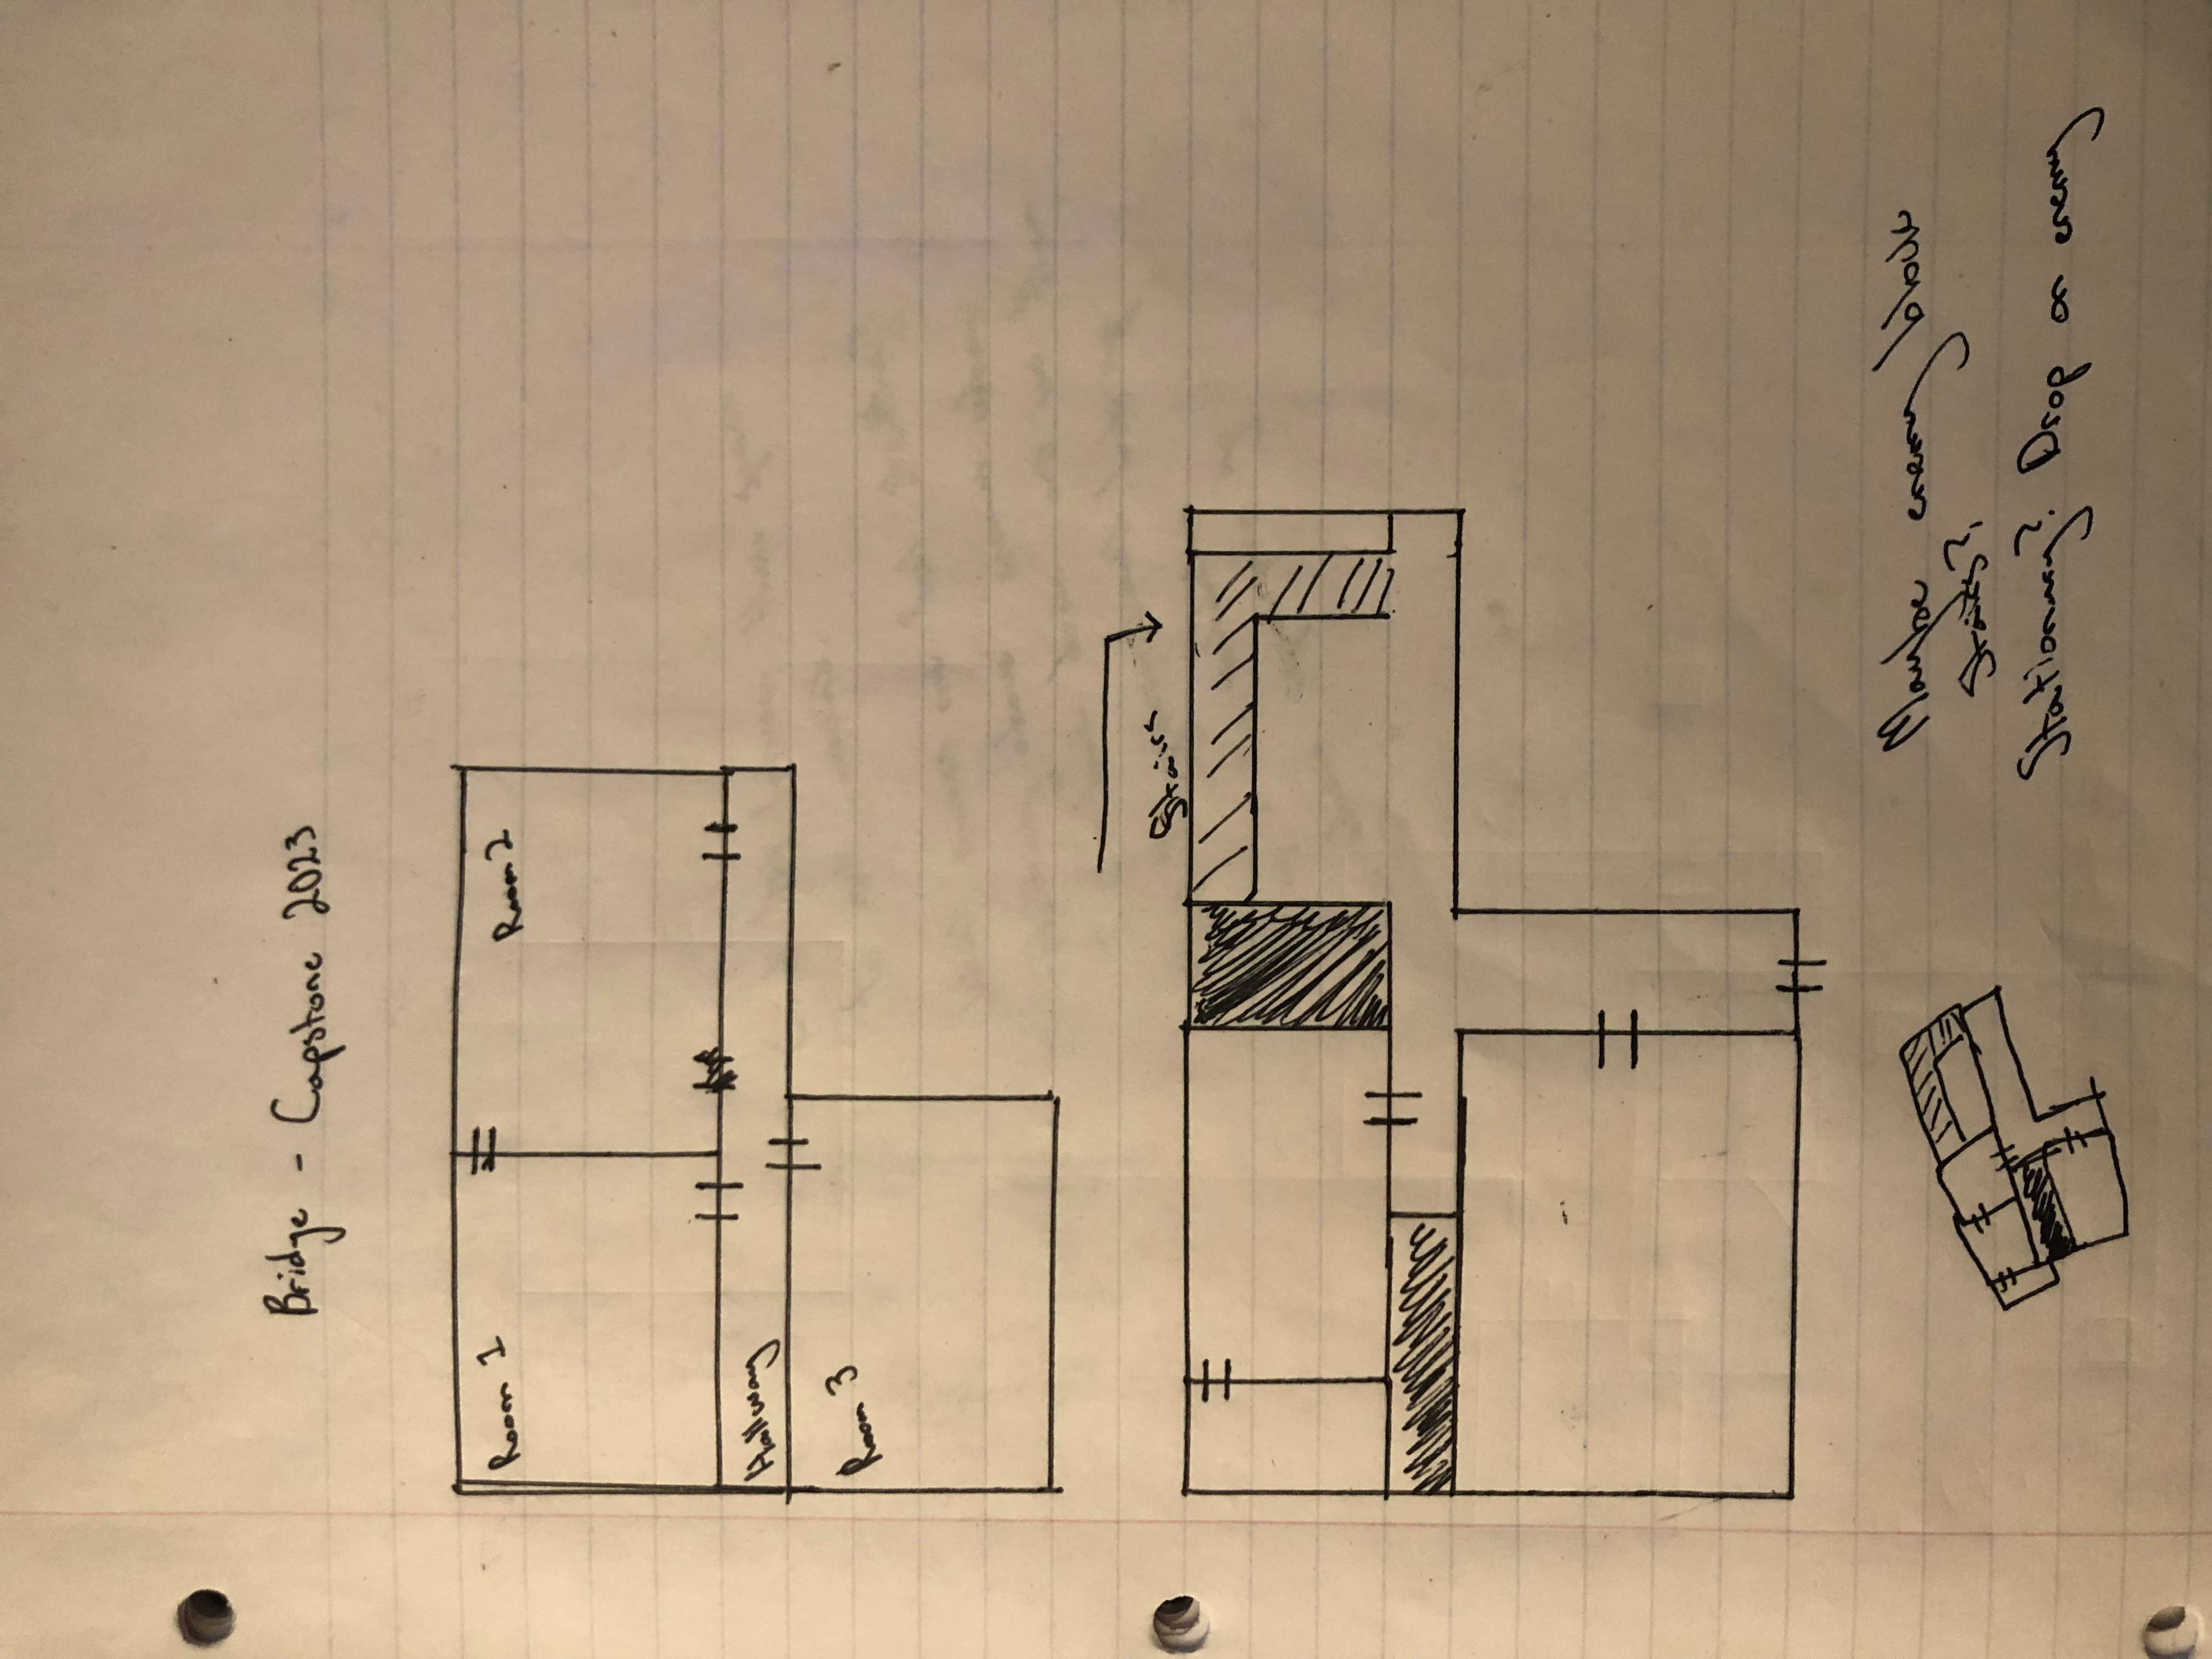 Bridge - Capstone 2023
Room 1
Room 2
Hallway
Room 3
Stairs
Maybe enemy block
stairs?
Stationary? Drop on enemy